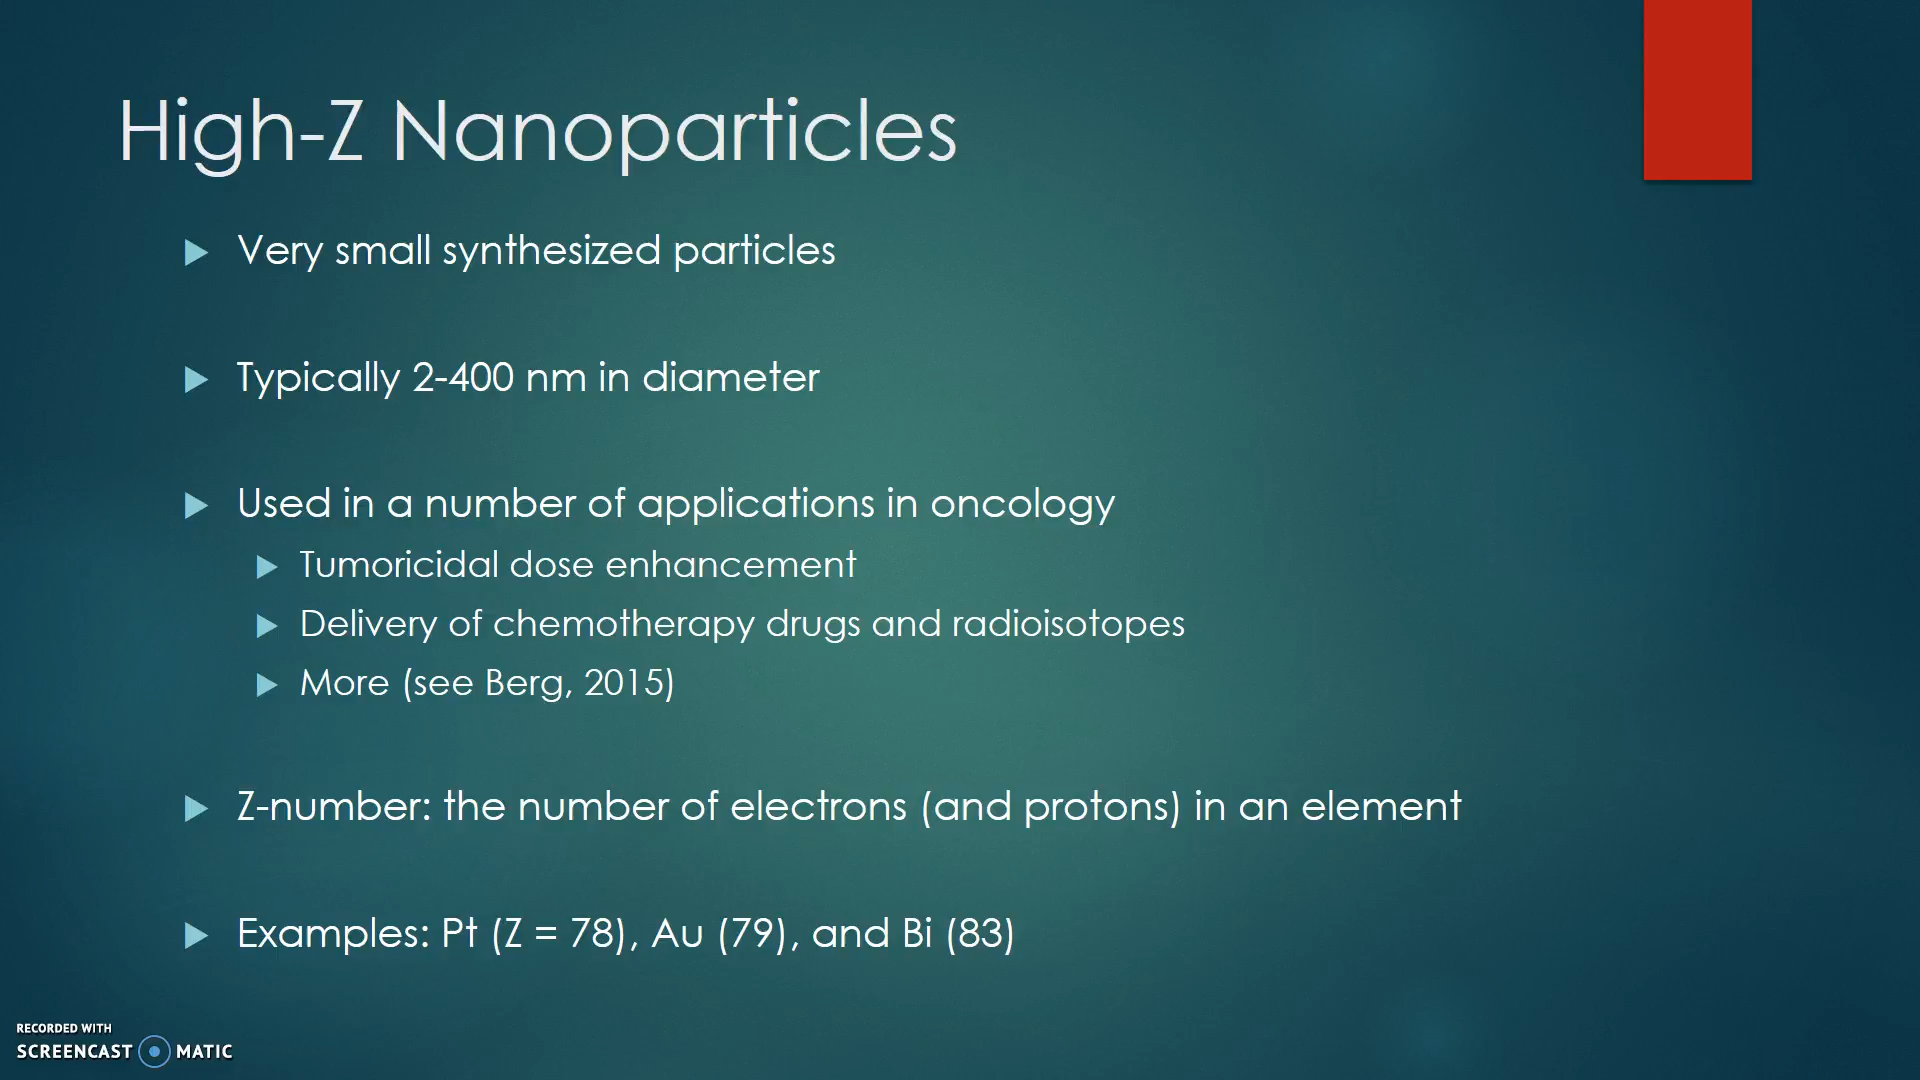 High-Z Nanoparticles
Very small synthesized particles
Typically 2-400 nm in diameter
Used in a number of applications in oncology
Tumoricidal dose enhancement
Delivery of chemotherapy drugs and radioisotopes
More (see Berg, 2015)
Z-number: the number of electrons (and protons) in an element
Examples: Pt (Z = 78), Au (79), and Bi (83)
RECORDED WITH
SCREENCAST MATIC